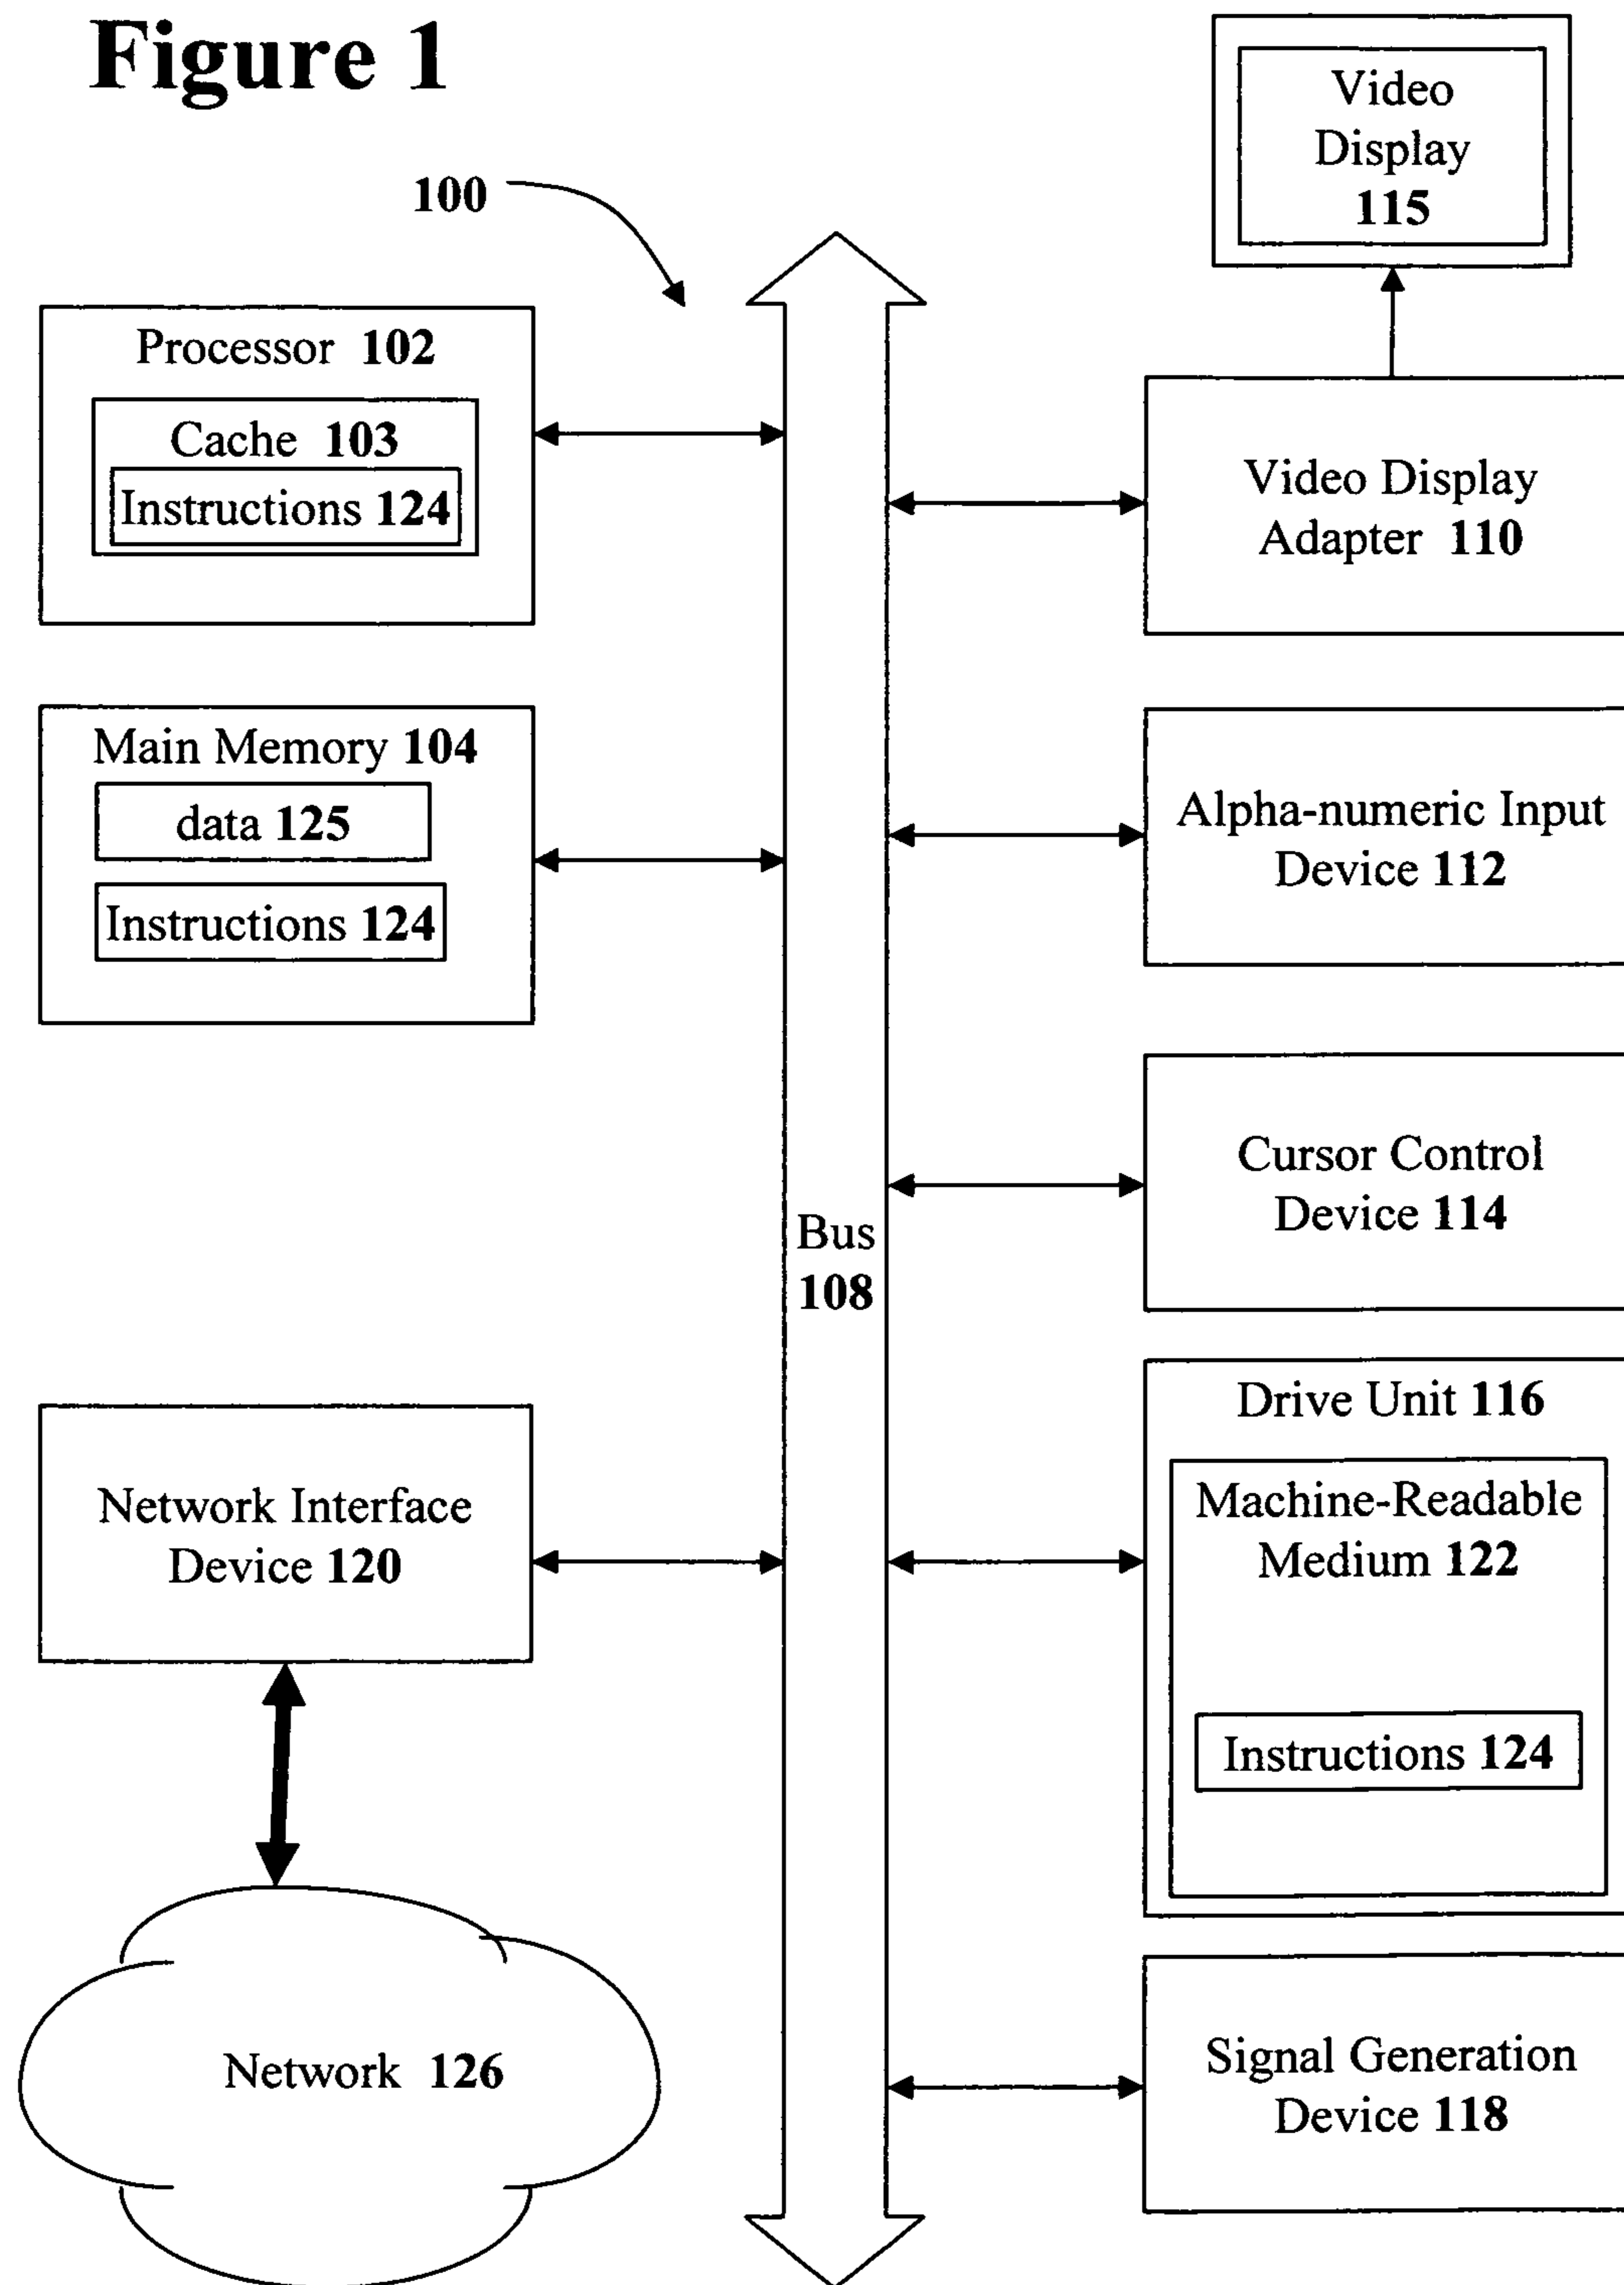 Figure 1
100
Video
Display
115
Processor 102
Cache 103
Instructions 124
Video Display
Adapter 110
Main Memory 104
data 125
Instructions 124
Alpha-numeric Input
Device 112
Cursor Control
Device 114
Bus
108
Network Interface
Device 120
Drive Unit 116
Machine-Readable
Medium 122
Instructions 124
Network 126
Signal Generation
Device 118